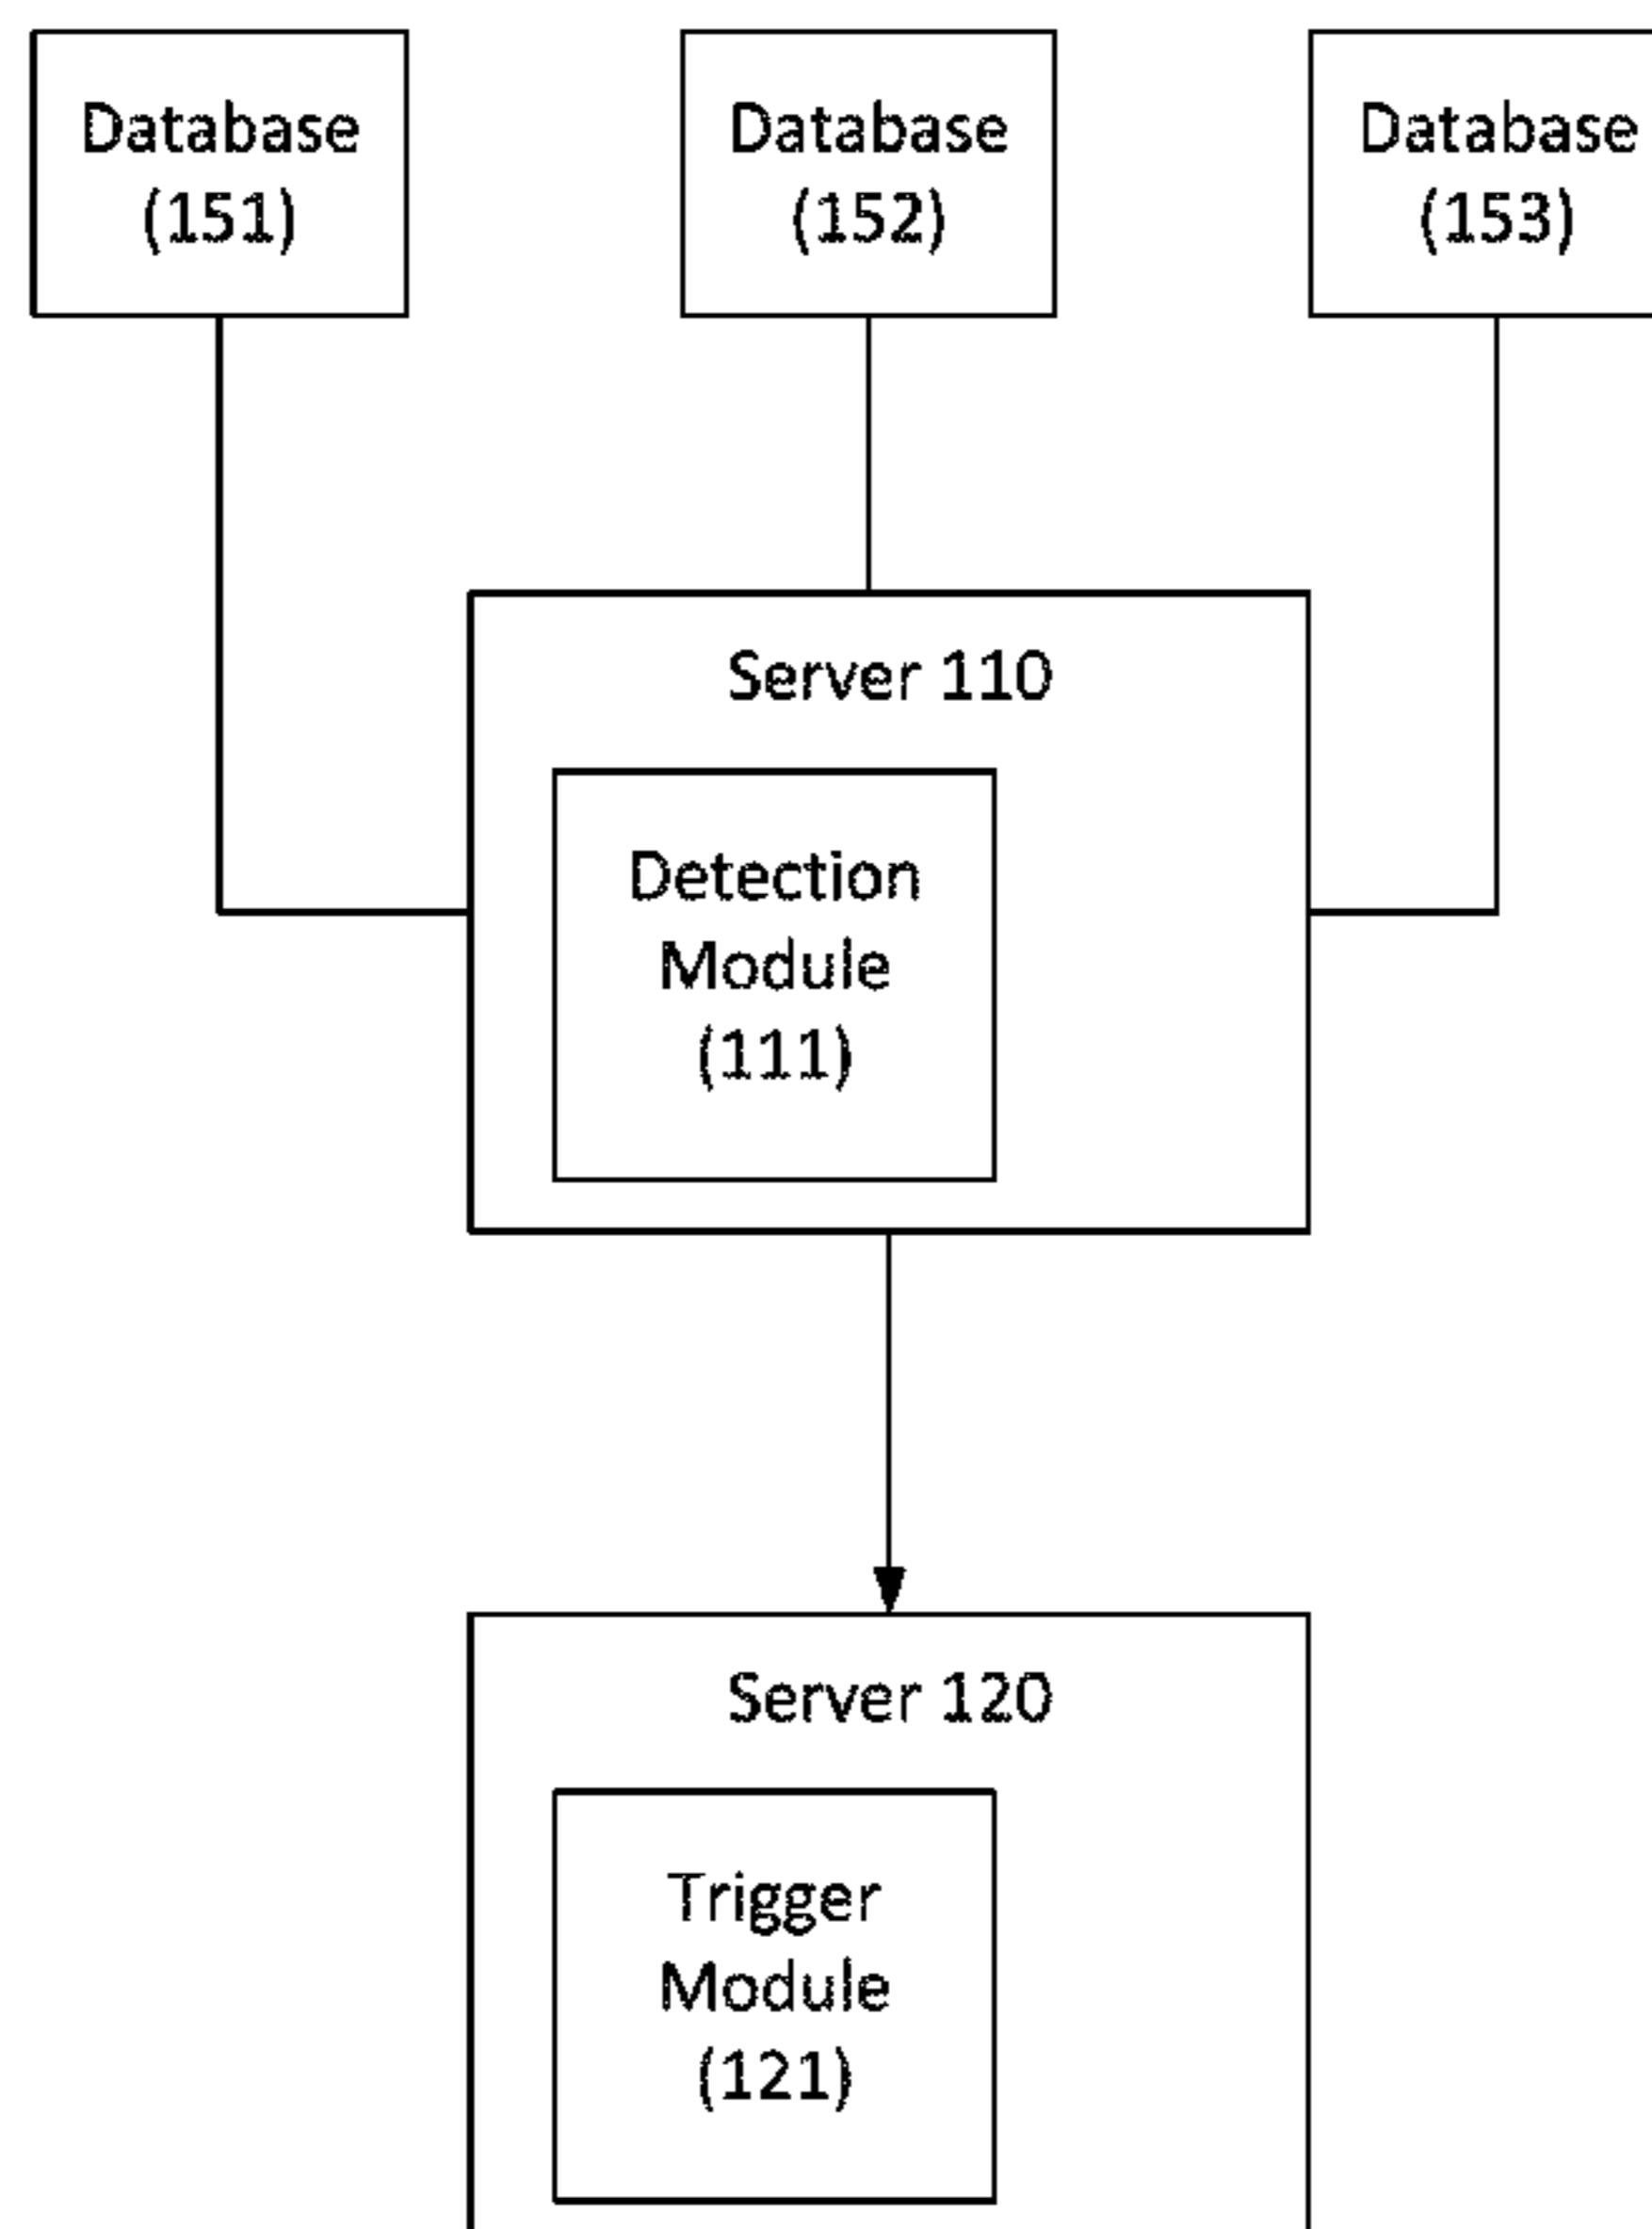 Database
(151)
Database
(152)
Database
(153)
Server 110
Detection
Module
(111)
Server 120
Trigger
Module
(121)